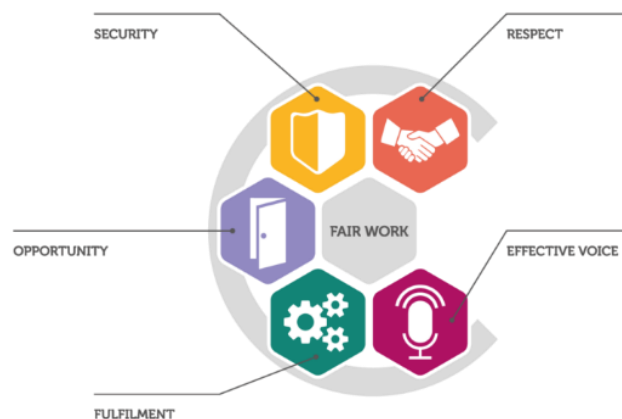 SECURITY
RESPECT
OPPORTUNITY
FAIR WORK
EFFECTIVE VOICE
FULFILMENT